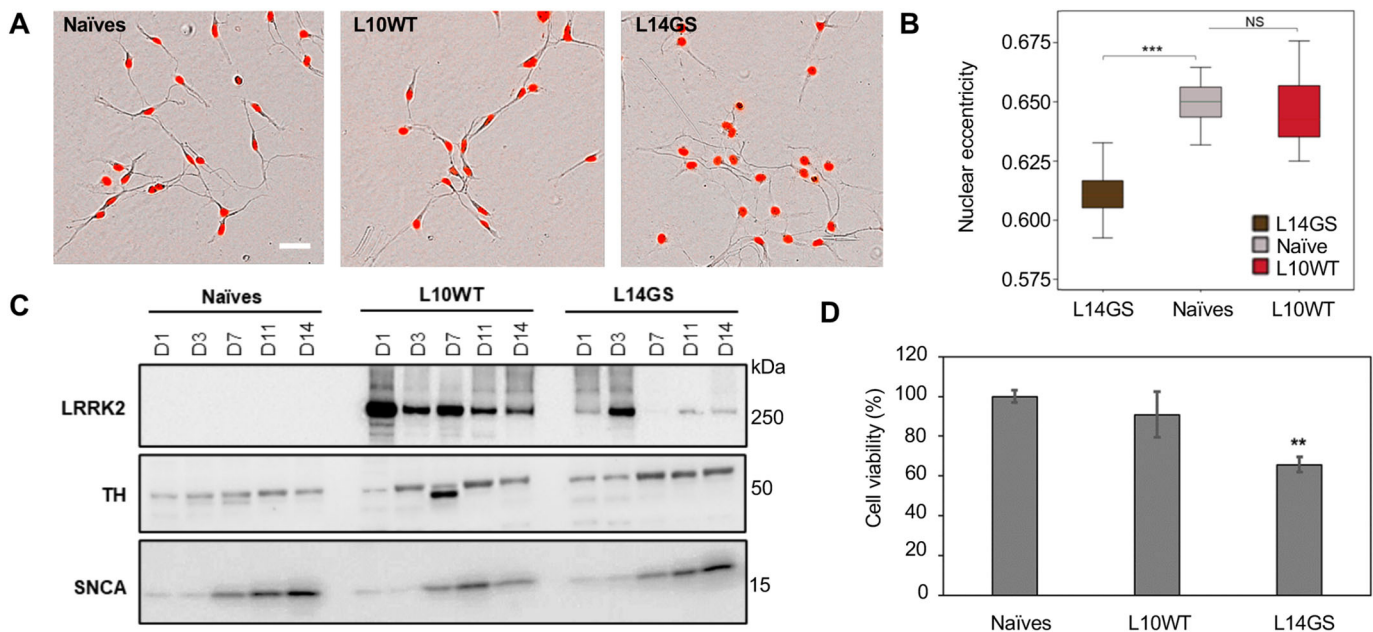 A
Naïves
L10WT
L14GS
B
Nuclear eccentricity
0.675
0.650
0.625
0.600
0.575
***
NS
L14GS
Naïve
L10WT
L14GS
Naïves
L10WT
C
Naïves
L10WT
L14GS
D1 D3 D7 D11 D14
D1 D3 D7 D11 D14
D1 D3 D7 D11 D14
kDa
LRRK2
250
TH
50
SNCA
15
D
Cell viability (%)
120
100
80
60
40
20
0
**
Naïves
L10WT
L14GS